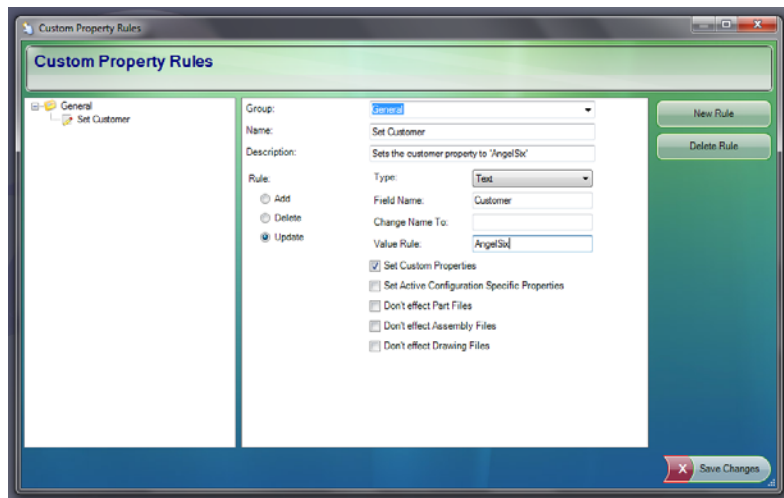 Custom Property Rules
Custom Property Rules
General
Set Customer
Group:
General
Name:
Set Customer
Description:
Sets the customer property to 'AngelSix'
Rule:
Add
Delete
Update
Type:
Text
Field Name:
Customer
Change Name To:
Value Rule:
AngelSix
Set Custom Properties
Set Active Configuration Specific Properties
Don't effect Part Files
Don't effect Assembly Files
Don't effect Drawing Files
New Rule
Delete Rule
X Save Changes